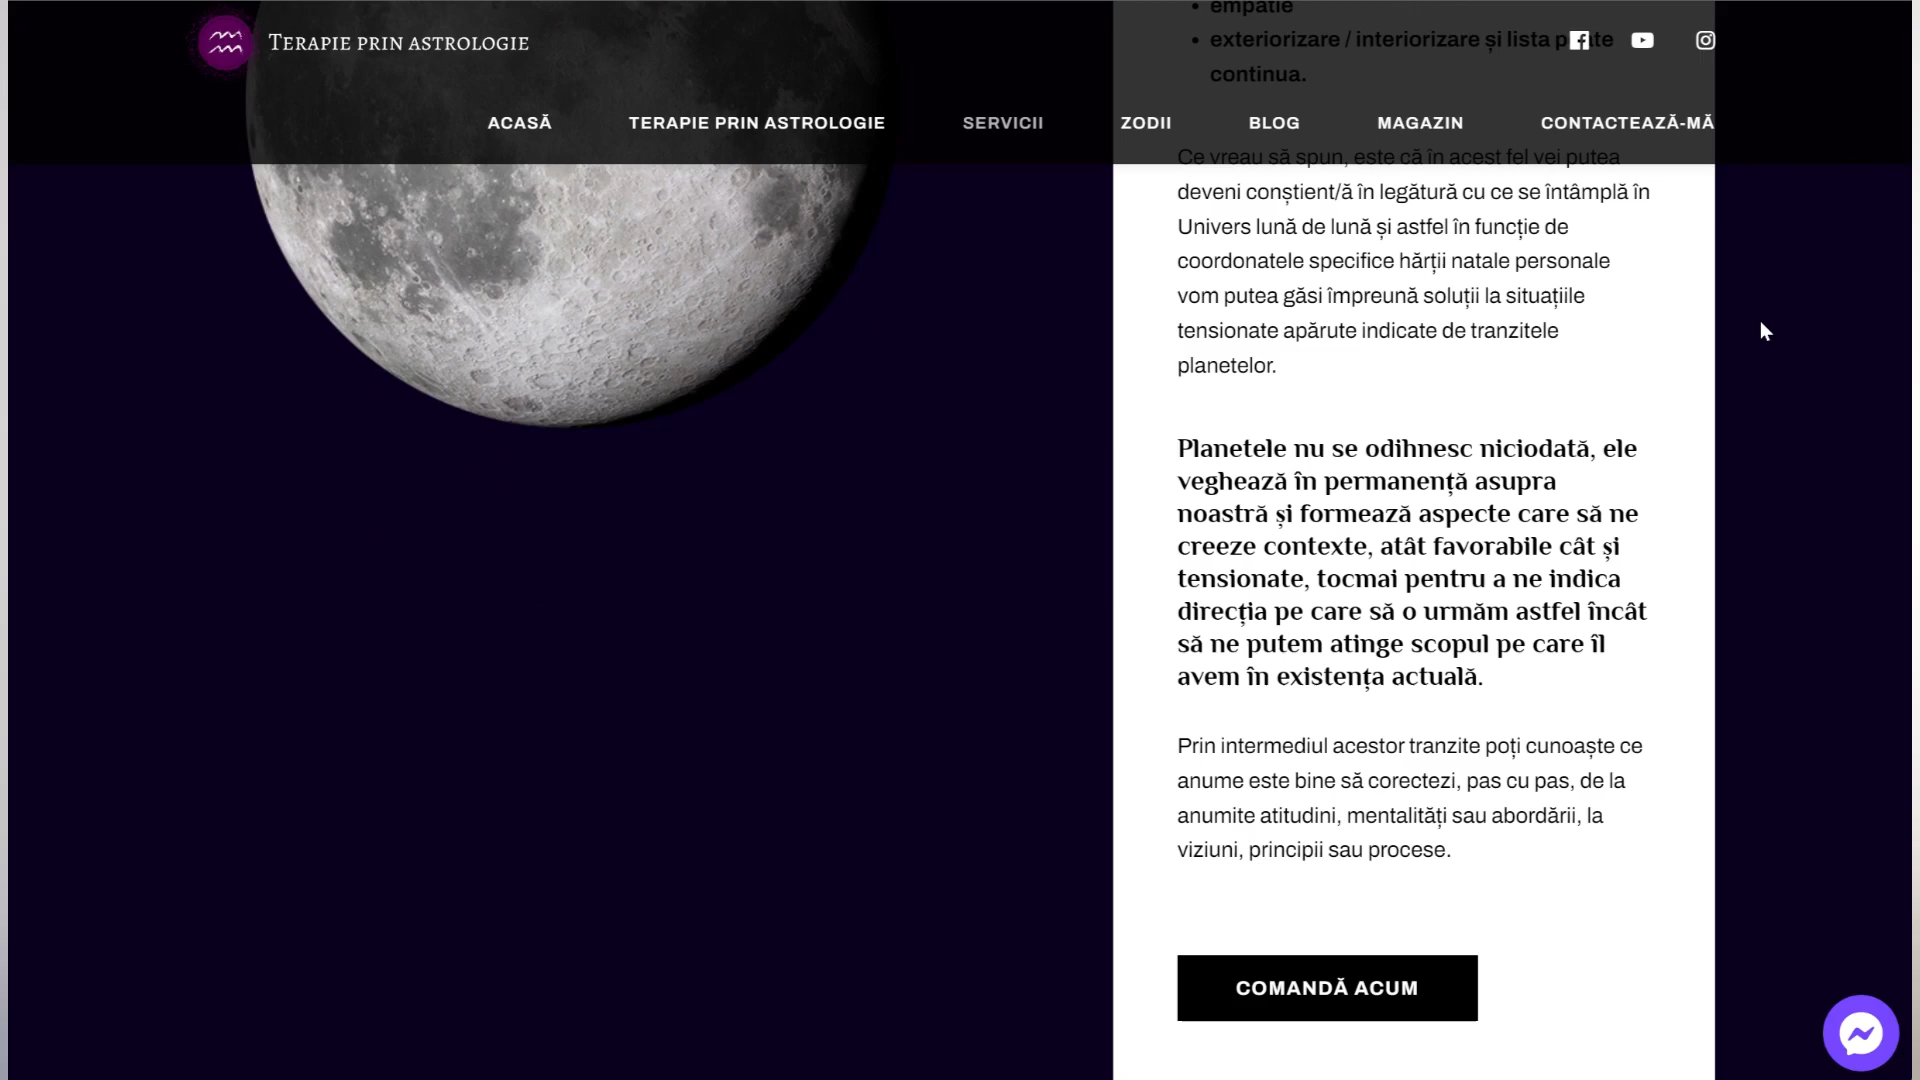 empatie
exteriorizare / interiorizare și lista poate
continua.
Terapie prin astrologie
ACASĂ
TERAPIE PRIN ASTROLOGIE
SERVICII
ZODII
BLOG
MAGAZIN
CONTACTEAZĂ-MĂ
Ce vreau să spun, este că în acest fel vei putea
deveni conștient/ă în legătură cu ce se întâmplă în
Univers lună de lună și astfel în funcție de
coordonatele specifice hărții natale personale
vom putea găsi împreună soluții la situațiile
tensionate apărute indicate de tranzitele
planetelor.
Planetele nu se odihnesc niciodată, ele
veghează în permanență asupra
noastră și formează aspecte care să ne
creeze contexte, atât favorabile cât și
tensionate, tocmai pentru a ne indica
direcția pe care să o urmăm astfel încât
să ne putem atinge scopul pe care îl
avem în existența actuală.
Prin intermediul acestor tranzite poți cunoaște ce
anume este bine să corectezi, pas cu pas, de la
anumite atitudini, mentalități sau abordării, la
viziuni, principii sau procese.
COMANDĂ ACUM